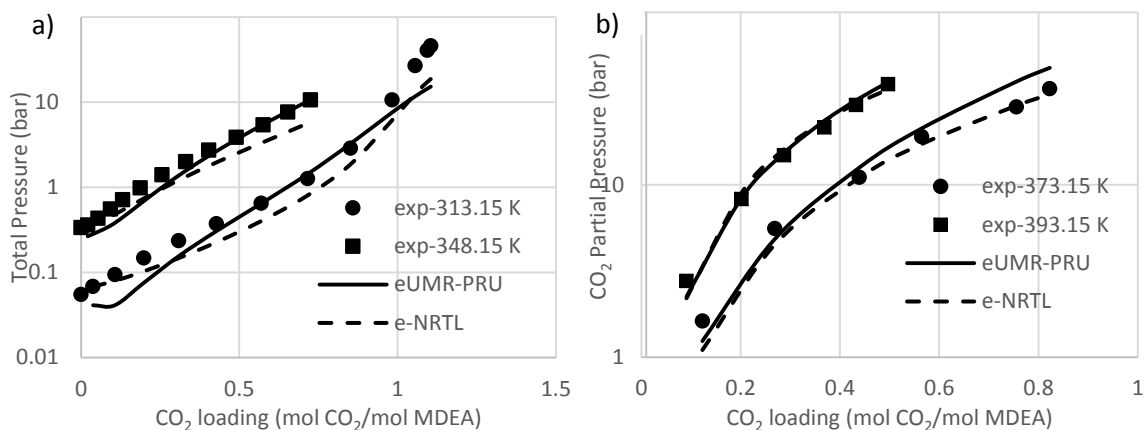 a)
Total Pressure (bar)
100
10
1
0.1
0.01
0
0.5
1
1.5
CO₂ loading (mol CO₂/mol MDEA)
exp-313.15 K
exp-348.15 K
eUMR-PRU
e-NRTL
b)
CO₂ Partial Pressure (bar)
10
1
0
0.2
0.4
0.6
0.8
1
CO₂ loading (mol CO₂/mol MDEA)
exp-373.15 K
exp-393.15 K
eUMR-PRU
e-NRTL